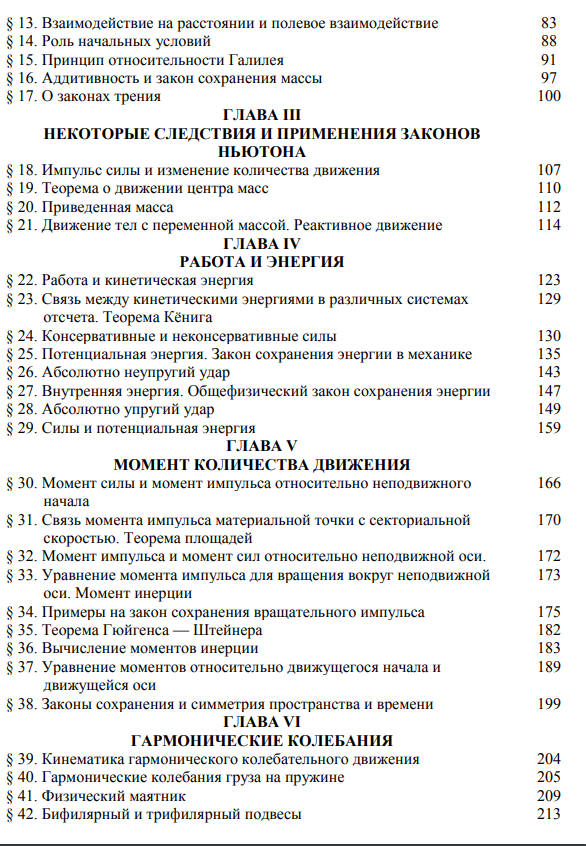 § 13. Взаимодействие на расстоянии и полевое взаимодействие 83
§ 14. Роль начальных условий 88
§ 15. Принцип относительности Галилея 91
§ 16. Аддитивность и закон сохранения массы 97
§ 17. О законах трения 100
ГЛАВА III
НЕКОТОРЫЕ СЛЕДСТВИЯ И ПРИМЕНЕНИЯ ЗАКОНОВ
НЬЮТОНА
§ 18. Импульс силы и изменение количества движения 107
§ 19. Теорема о движении центра масс 110
§ 20. Приведенная масса 112
§ 21. Движение тел с переменной массой. Реактивное движение 114
ГЛАВА IV
РАБОТА И ЭНЕРГИЯ
§ 22. Работа и кинетическая энергия 123
§ 23. Связь между кинетическими энергиями в различных системах 129
отсчета. Теорема Кёнига
§ 24. Консервативные и неконсервативные силы 130
§ 25. Потенциальная энергия. Закон сохранения энергии в механике 135
§ 26. Абсолютно неупругий удар 143
§ 27. Внутренняя энергия. Общефизический закон сохранения энергии 147
§ 28. Абсолютно упругий удар 149
§ 29. Силы и потенциальная энергия 159
ГЛАВА V
МОМЕНТ КОЛИЧЕСТВА ДВИЖЕНИЯ
§ 30. Момент силы и момент импульса относительно неподвижного 166
начала
§ 31. Связь момента импульса материальной точки с секториальной 170
скоростью. Теорема площадей
§ 32. Момент импульса и момент сил относительно неподвижной оси. 172
§ 33. Уравнение момента импульса для вращения вокруг неподвижной 173
оси. Момент инерции
§ 34. Примеры на закон сохранения вращательного импульса 175
§ 35. Теорема Гюйгенса — Штейнера 182
§ 36. Вычисление моментов инерции 183
§ 37. Уравнение моментов относительно движущегося начала и 189
движущейся оси
§ 38. Законы сохранения и симметрия пространства и времени 199
ГЛАВА VI
ГАРМОНИЧЕСКИЕ КОЛЕБАНИЯ
§ 39. Кинематика гармонического колебательного движения 204
§ 40. Гармонические колебания груза на пружине 205
§ 41. Физический маятник 209
§ 42. Бифилярный и трифилярный подвесы 213